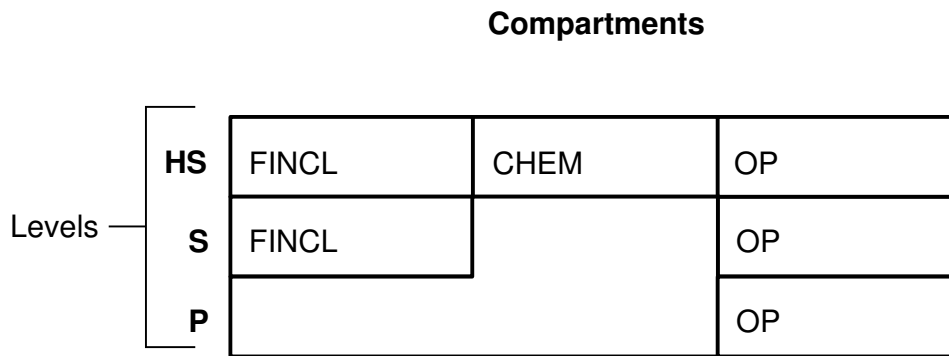 Compartments
HS FINCL CHEM OP
Levels
S FINCL OP
P OP